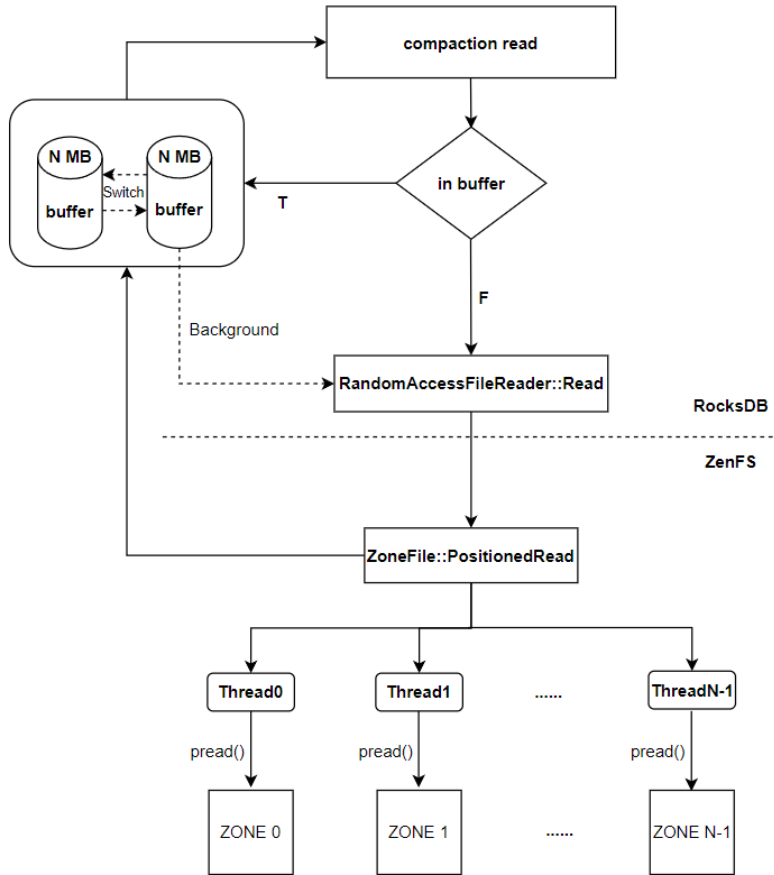 compaction read
N MB
N MB
Switch
buffer
buffer
in buffer
T
F
Background
RandomAccessFileReader::Read
RocksDB
ZenFS
ZoneFile::PositionedRead
Thread0
Thread1
......
ThreadN-1
pread()
pread()
pread()
ZONE 0
ZONE 1
......
ZONE N-1